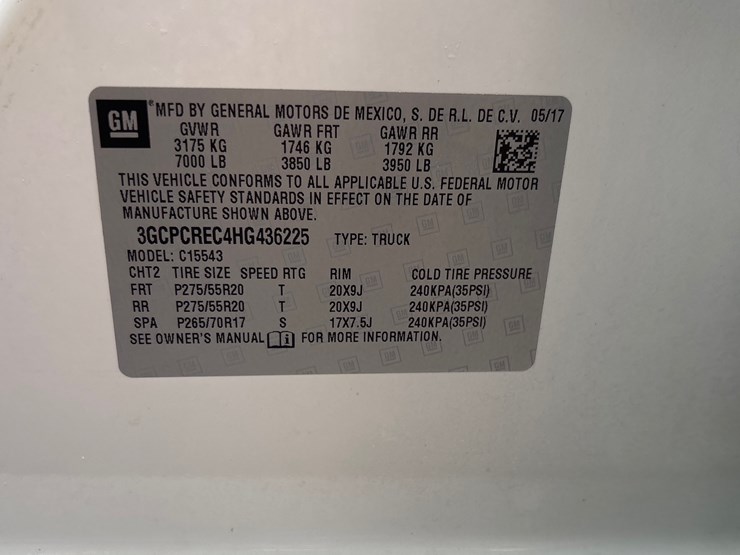 GM
MFD BY GENERAL MOTORS DE MEXICO, S. DE R.L. DE C.V. 05/17
GVWR GAWR FRT GAWR RR
3175 KG 1746 KG 1792 KG
7000 LB 3850 LB 3950 LB
THIS VEHICLE CONFORMS TO ALL APPLICABLE U.S. FEDERAL MOTOR
VEHICLE SAFETY STANDARDS IN EFFECT ON THE DATE OF
MANUFACTURE SHOWN ABOVE.
3GCPCREC4HG436225 TYPE: TRUCK
MODEL: C15543
CHT2 TIRE SIZE SPEED RTG RIM COLD TIRE PRESSURE
FRT P275/55R20 T 20X9J 240KPA(35PSI)
RR P275/55R20 T 20X9J 240KPA(35PSI)
SPA P265/70R17 S 17X7.5J 240KPA(35PSI)
SEE OWNER'S MANUAL i FOR MORE INFORMATION.